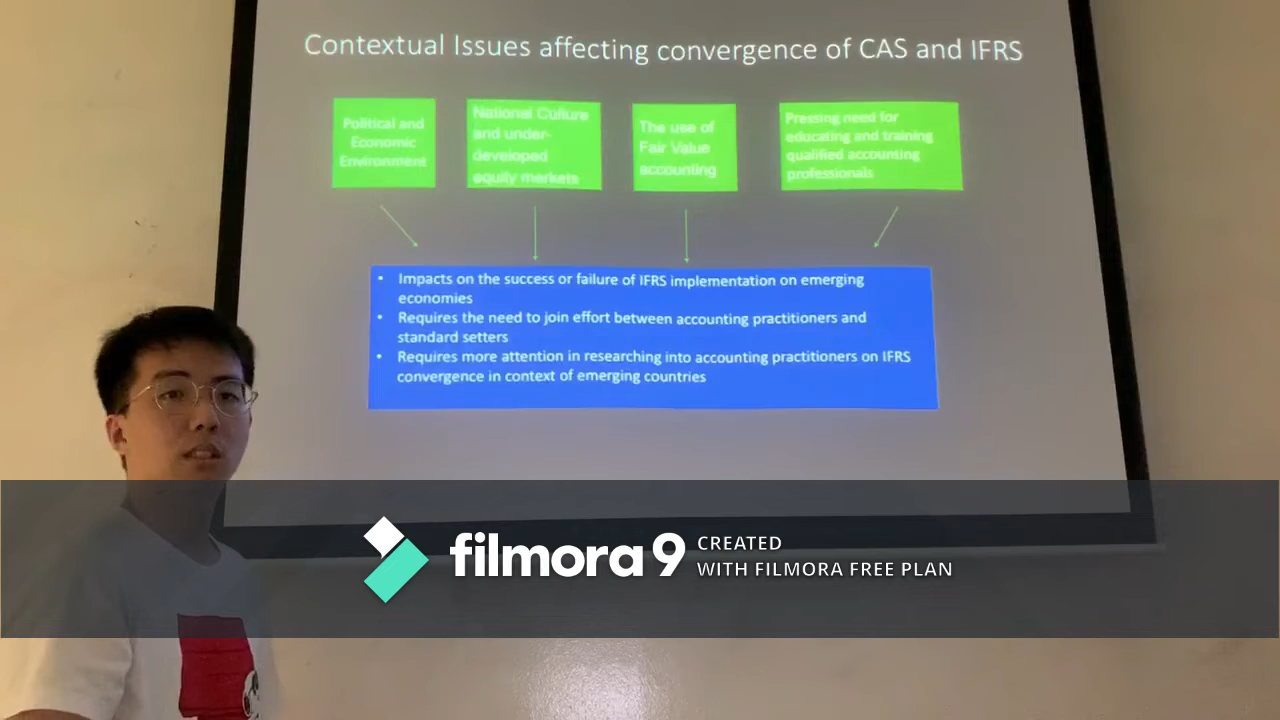 Contextual Issues affecting convergence of CAS and IFRS
Political and
Economic
Environment
National Culture
and under-
developed
equity markets
The use of
Fair Value
accounting
Pressing need for
educating and training
qualified accounting
professionals
• Impacts on the success or failure of IFRS implementation on emerging
economies
• Requires the need to join effort between accounting practitioners and
standard setters
• Requires more attention in researching into accounting practitioners on IFRS
convergence in context of emerging countries
filmora 9
CREATED
WITH FILMORA FREE PLAN